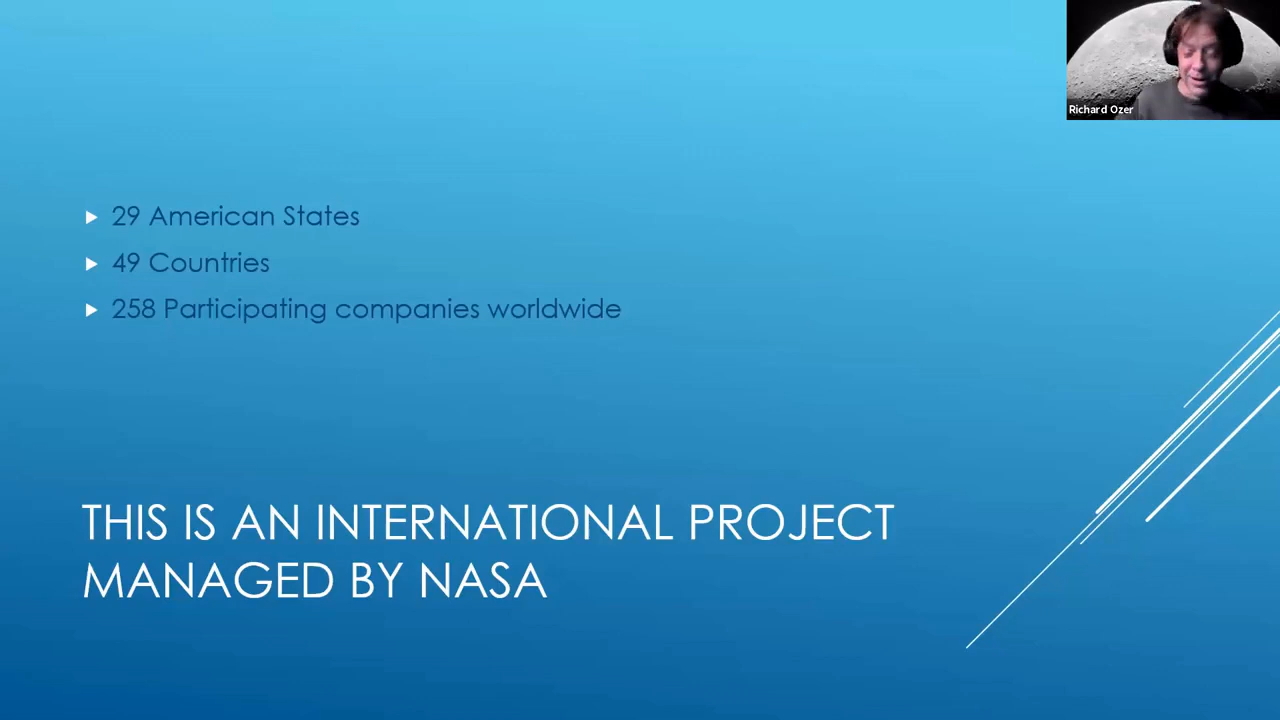 Richard Ozer
29 American States
49 Countries
258 Participating companies worldwide
THIS IS AN INTERNATIONAL PROJECT
MANAGED BY NASA